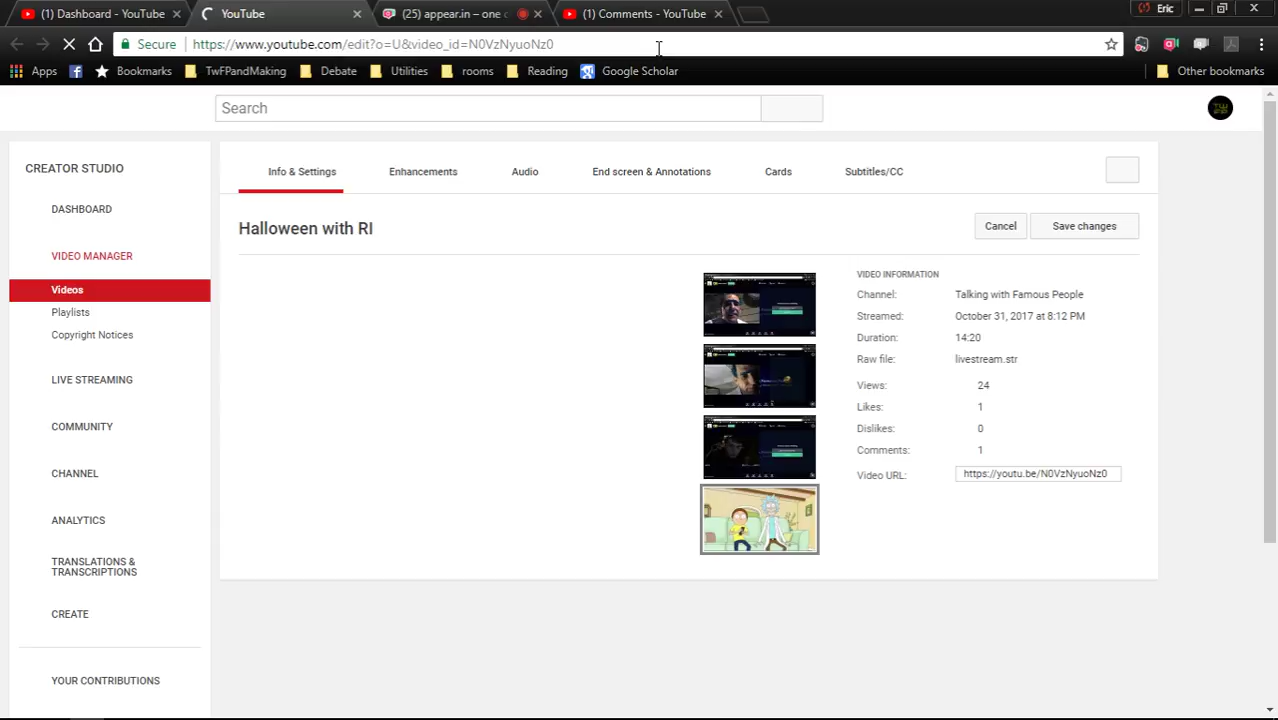 (1) Dashboard - YouTube
YouTube
(25) appear.in – one c
(1) Comments - YouTube
Eric
Secure
https://www.youtube.com/edit?o=U&video_id=N0VzNyuoNz0
Apps
Bookmarks
TwFPandMaking
Debate
Utilities
rooms
Reading
Google Scholar
Other bookmarks
Search
CREATOR STUDIO
DASHBOARD
VIDEO MANAGER
Videos
Playlists
Copyright Notices
LIVE STREAMING
COMMUNITY
CHANNEL
ANALYTICS
TRANSLATIONS &
TRANSCRIPTIONS
CREATE
YOUR CONTRIBUTIONS
Info & Settings
Enhancements
Audio
End screen & Annotations
Cards
Subtitles/CC
Halloween with RI
Cancel
Save changes
VIDEO INFORMATION
Channel: Talking with Famous People
Streamed: October 31, 2017 at 8:12 PM
Duration: 14:20
Raw file: livestream.str
Views: 24
Likes: 1
Dislikes: 0
Comments: 1
Video URL: https://youtu.be/N0VzNyuoNz0